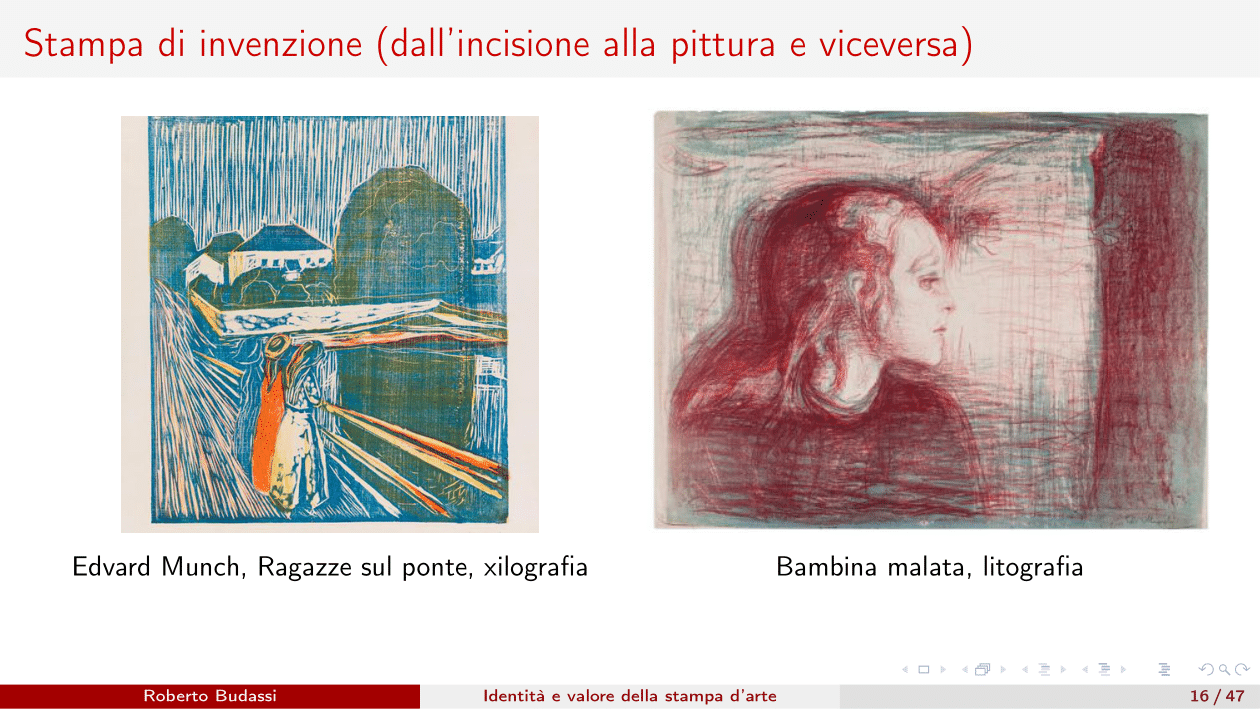 Stampa di invenzione (dall'incisione alla pittura e viceversa)
Edvard Munch, Ragazze sul ponte, xilografia
Bambina malata, litografia
Roberto Budassi
Identità e valore della stampa d'arte
16 / 47